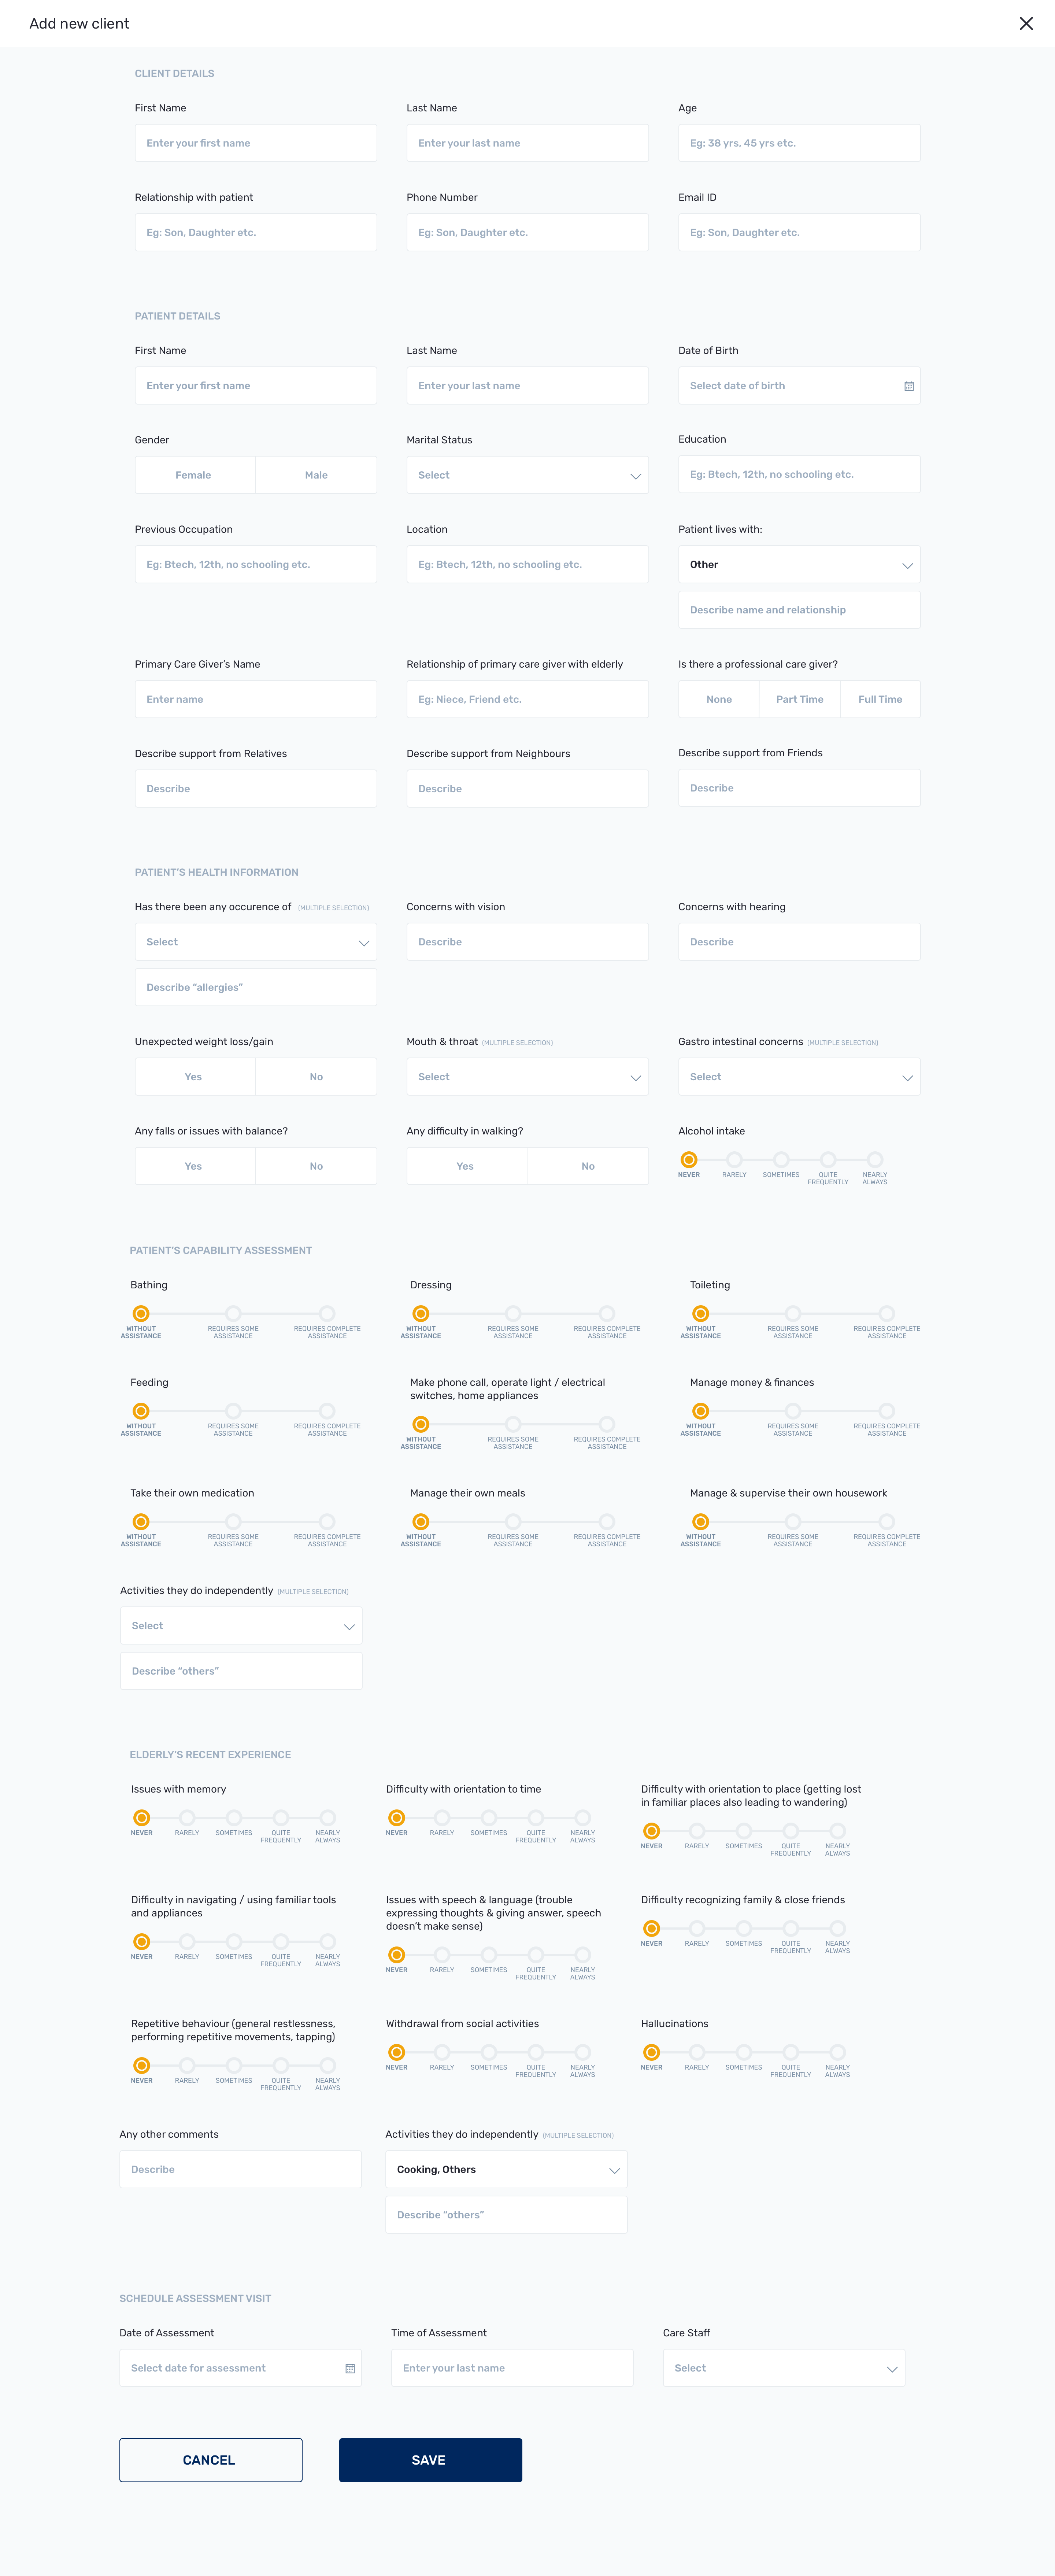 Add new client
CLIENT DETAILS
First Name
Last Name
Age
Enter your first name
Enter your last name
Eg: 38 yrs, 45 yrs etc.
Relationship with patient
Phone Number
Email ID
Eg: Son, Daughter etc.
Eg: Son, Daughter etc.
Eg: Son, Daughter etc.
PATIENT DETAILS
First Name
Last Name
Date of Birth
Enter your first name
Enter your last name
Select date of birth
Gender
Marital Status
Education
Female
Male
Select
Eg: Btech, 12th, no schooling etc.
Previous Occupation
Location
Patient lives with:
Eg: Btech, 12th, no schooling etc.
Eg: Btech, 12th, no schooling etc.
Other
Describe name and relationship
Primary Care Giver's Name
Relationship of primary care giver with elderly
Is there a professional care giver?
Enter name
Eg: Niece, Friend etc.
None
Part Time
Full Time
Describe support from Relatives
Describe support from Neighbours
Describe support from Friends
Describe
Describe
Describe
PATIENT'S HEALTH INFORMATION
Has there been any occurence of (MULTIPLE SELECTION)
Concerns with vision
Concerns with hearing
Select
Describe
Describe
Describe "allergies"
Unexpected weight loss/gain
Mouth & throat (MULTIPLE SELECTION)
Gastro intestinal concerns (MULTIPLE SELECTION)
Yes
No
Select
Select
Any falls or issues with balance?
Any difficulty in walking?
Alcohol intake
Yes
No
Yes
No
NEVER
RARELY
SOMETIMES
QUITE
FREQUENTLY
NEARLY
ALWAYS
PATIENT'S CAPABILITY ASSESSMENT
Bathing
WITHOUT
ASSISTANCE
REQUIRES SOME
ASSISTANCE
REQUIRES COMPLETE
ASSISTANCE
Dressing
WITHOUT
ASSISTANCE
REQUIRES SOME
ASSISTANCE
REQUIRES COMPLETE
ASSISTANCE
Toileting
WITHOUT
ASSISTANCE
REQUIRES SOME
ASSISTANCE
REQUIRES COMPLETE
ASSISTANCE
Feeding
WITHOUT
ASSISTANCE
REQUIRES SOME
ASSISTANCE
REQUIRES COMPLETE
ASSISTANCE
Make phone call, operate light / electrical
switches, home appliances
WITHOUT
ASSISTANCE
REQUIRES SOME
ASSISTANCE
REQUIRES COMPLETE
ASSISTANCE
Manage money & finances
WITHOUT
ASSISTANCE
REQUIRES SOME
ASSISTANCE
REQUIRES COMPLETE
ASSISTANCE
Take their own medication
WITHOUT
ASSISTANCE
REQUIRES SOME
ASSISTANCE
REQUIRES COMPLETE
ASSISTANCE
Manage their own meals
WITHOUT
ASSISTANCE
REQUIRES SOME
ASSISTANCE
REQUIRES COMPLETE
ASSISTANCE
Manage & supervise their own housework
WITHOUT
ASSISTANCE
REQUIRES SOME
ASSISTANCE
REQUIRES COMPLETE
ASSISTANCE
Activities they do independently (MULTIPLE SELECTION)
Select
Describe "others"
ELDERLY'S RECENT EXPERIENCE
Issues with memory
NEVER
RARELY
SOMETIMES
QUITE
FREQUENTLY
NEARLY
ALWAYS
Difficulty with orientation to time
NEVER
RARELY
SOMETIMES
QUITE
FREQUENTLY
NEARLY
ALWAYS
Difficulty with orientation to place (getting lost
in familiar places also leading to wandering)
NEVER
RARELY
SOMETIMES
QUITE
FREQUENTLY
NEARLY
ALWAYS
Difficulty in navigating / using familiar tools
and appliances
NEVER
RARELY
SOMETIMES
QUITE
FREQUENTLY
NEARLY
ALWAYS
Issues with speech & language (trouble
expressing thoughts & giving answer, speech
doesn't make sense)
NEVER
RARELY
SOMETIMES
QUITE
FREQUENTLY
NEARLY
ALWAYS
Difficulty recognizing family & close friends
NEVER
RARELY
SOMETIMES
QUITE
FREQUENTLY
NEARLY
ALWAYS
Repetitive behaviour (general restlessness,
performing repetitive movements, tapping)
NEVER
RARELY
SOMETIMES
QUITE
FREQUENTLY
NEARLY
ALWAYS
Withdrawal from social activities
NEVER
RARELY
SOMETIMES
QUITE
FREQUENTLY
NEARLY
ALWAYS
Hallucinations
NEVER
RARELY
SOMETIMES
QUITE
FREQUENTLY
NEARLY
ALWAYS
Any other comments
Activities they do independently (MULTIPLE SELECTION)
Describe
Cooking, Others
Describe "others"
SCHEDULE ASSESSMENT VISIT
Date of Assessment
Time of Assessment
Care Staff
Select date for assessment
Enter your last name
Select
CANCEL
SAVE